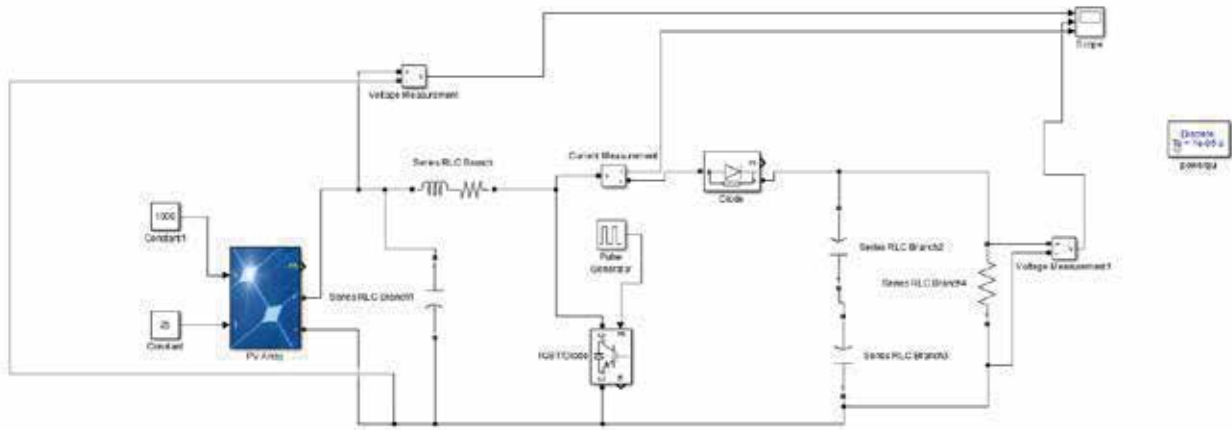 Scope
Voltage Measurement
Discrete
powergui
Series RLC Branch
Current Measurement
Diode
1000
Constant1
Pulse
Generator
Series RLC Branch2
Voltage Measurement1
Series RLC Branch4
Series RLC Branch1
25
Constant
PV Array
IGBT/Diode
Series RLC Branch3